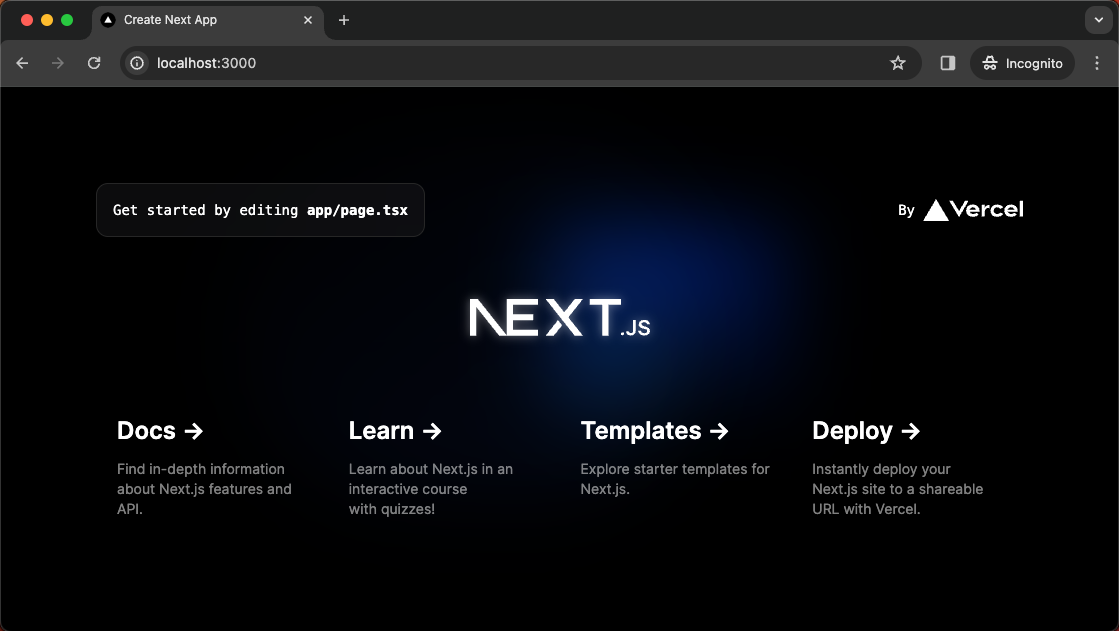 Create Next App
localhost:3000
Incognito
Get started by editing app/page.tsx
By Vercel
NEXT.JS
Docs →
Find in-depth information
about Next.js features and
API.
Learn →
Learn about Next.js in an
interactive course
with quizzes!
Templates →
Explore starter templates for
Next.js.
Deploy →
Instantly deploy your
Next.js site to a shareable
URL with Vercel.